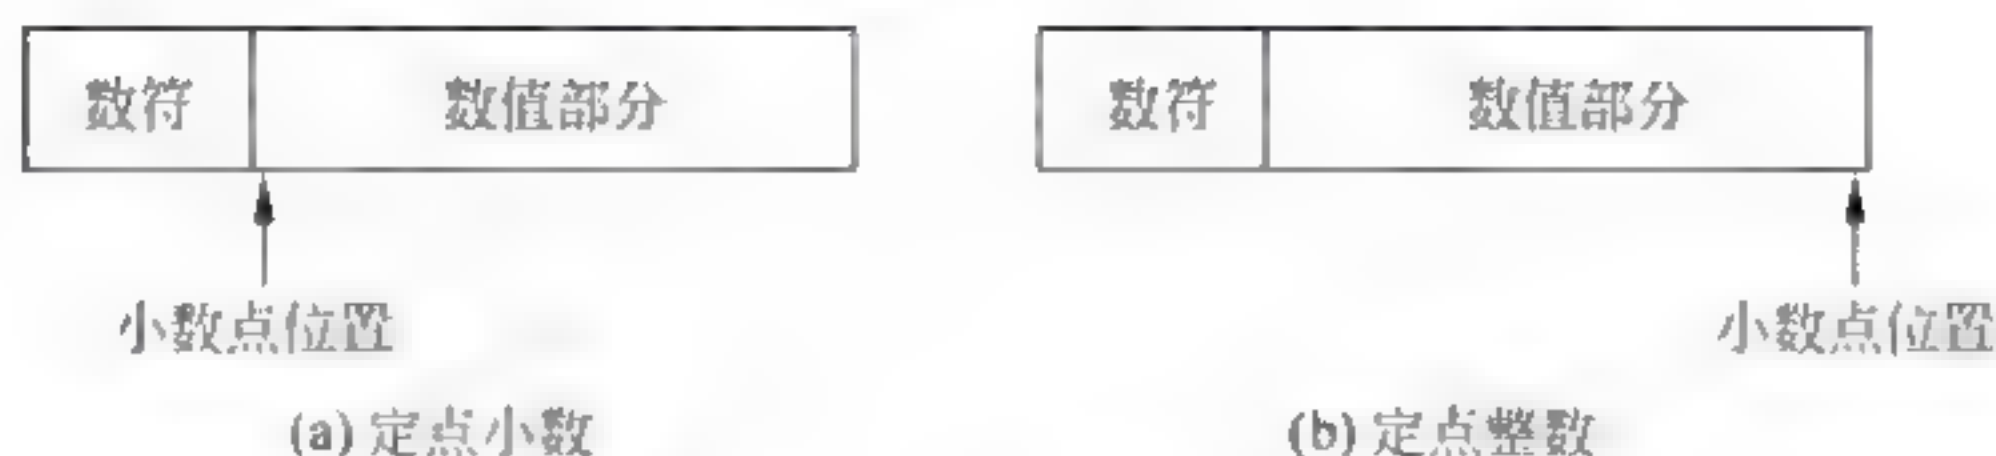 数符 数值部分 数符 数值部分
小数点位置 小数点位置
(a) 定点小数 (b) 定点整数